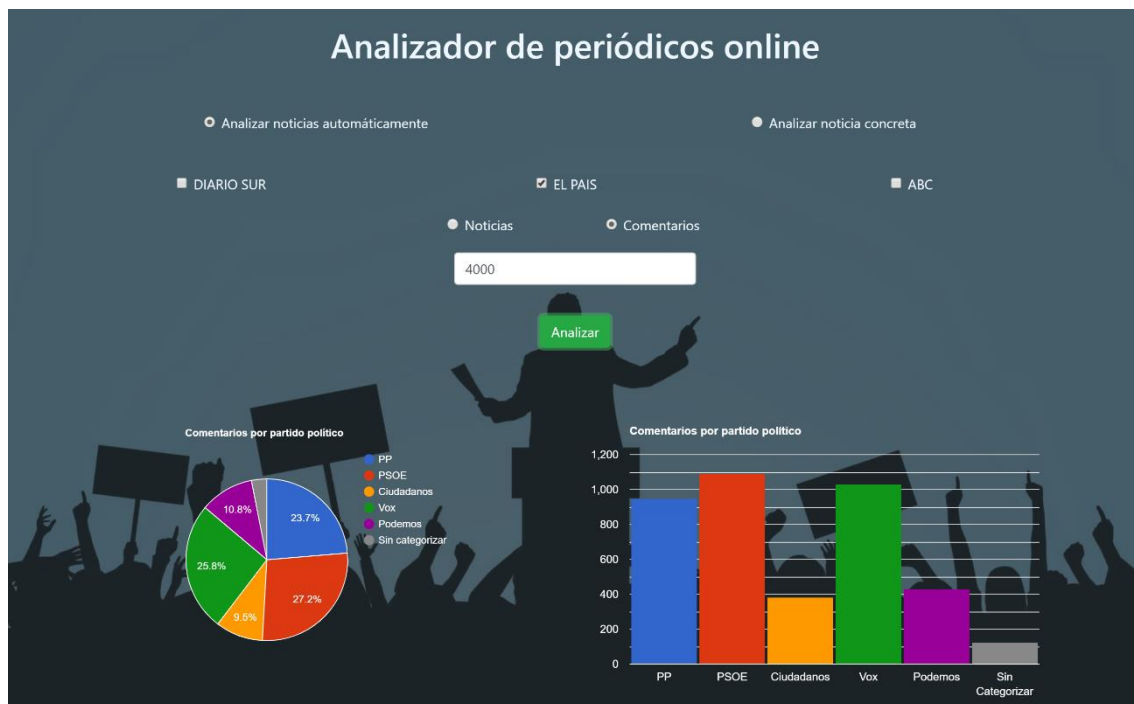 Analizador de periódicos online
Analizar noticias automáticamente Analizar noticia concreta
DIARIO SUR EL PAIS ABC
Noticias Comentarios
4000
Analizar
Comentarios por partido político
PP
PSOE
Ciudadanos
Vox
Podemos
Sin categorizar
23.7%
27.2%
9.5%
25.8%
10.8%
Comentarios por partido político
1,200
1,000
800
600
400
200
0
PP PSOE Ciudadanos Vox Podemos Sin
Categorizar